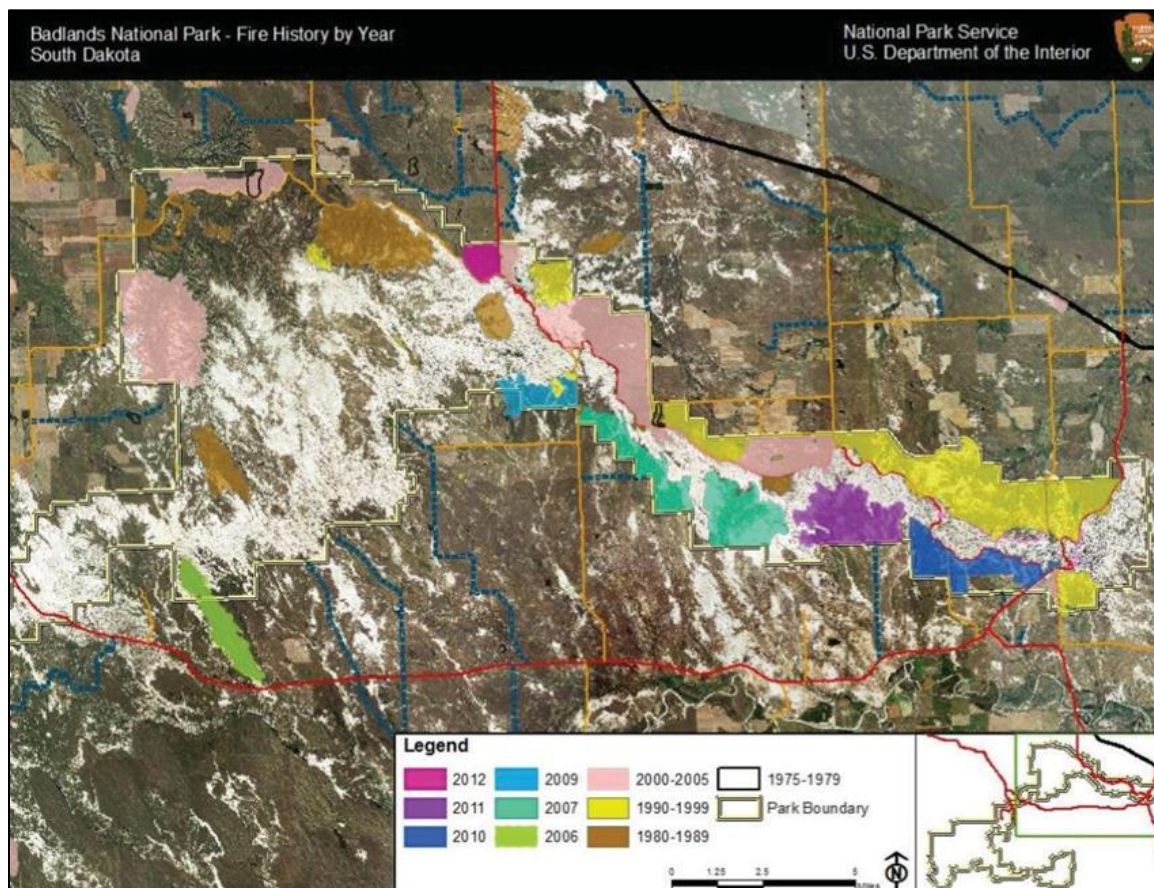 Badlands National Park - Fire History by Year
South Dakota
National Park Service
U.S. Department of the Interior
Legend
2012
2009
2000-2005
1975-1979
2011
2007
1990-1999
Park Boundary
2010
2006
1980-1989
0
1.25
2.5
5
Miles
N